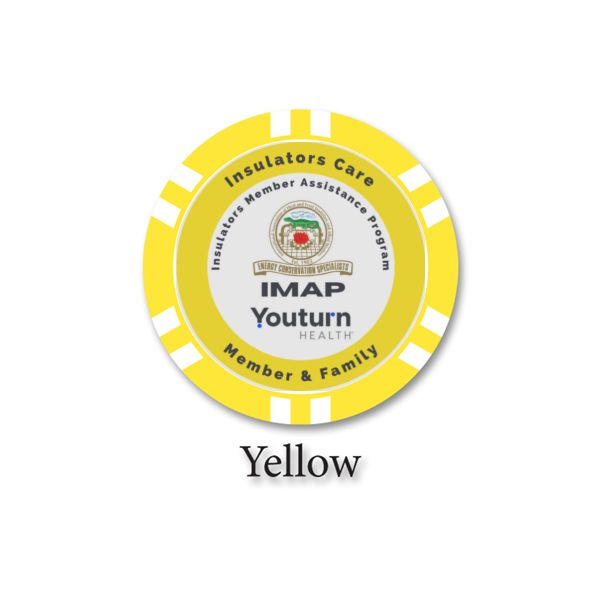 Insulators Care
Insulators Member Assistance Program
ENERGY CONSERVATION SPECIALISTS
IMAP
Youturn
HEALTH
Member & Family
Yellow